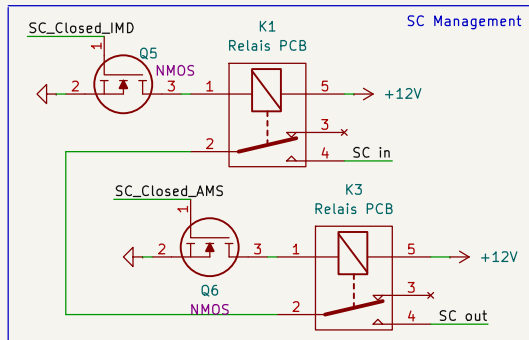 SC Management
SC_Closed_IMD
K1
Relais PCB
1
Q5
NMOS
2
3
1
5
+12V
3
2
4
SC in
SC_Closed_AMS
K3
Relais PCB
1
2
3
1
5
+12V
Q6
NMOS
3
2
4
SC out